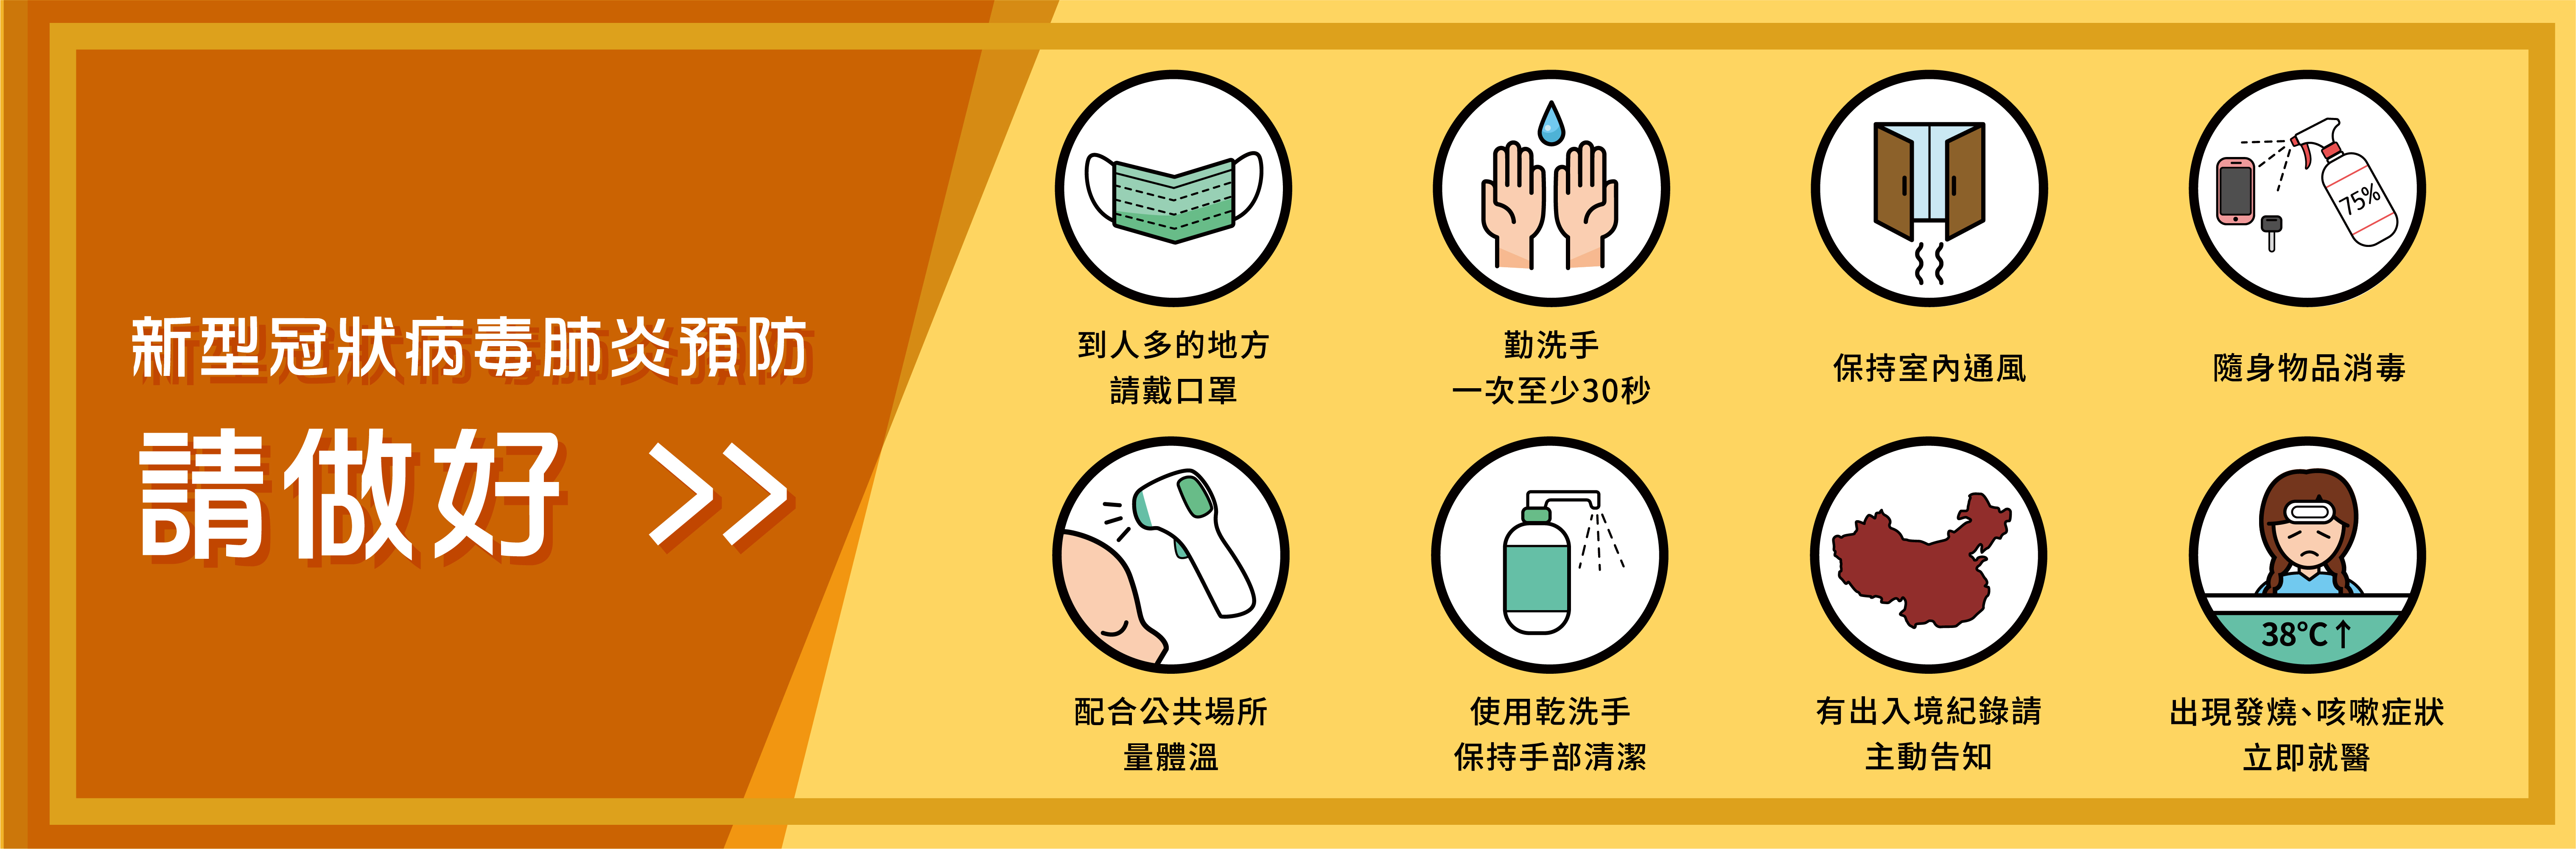 新型冠狀病毒肺炎預防
請做好 >>
到人多的地方
請戴口罩
勤洗手
一次至少30秒
保持室內通風
75%
隨身物品消毒
配合公共場所
量體溫
使用乾洗手
保持手部清潔
有出入境紀錄請
主動告知
38°C↑
出現發燒、咳嗽症狀
立即就醫